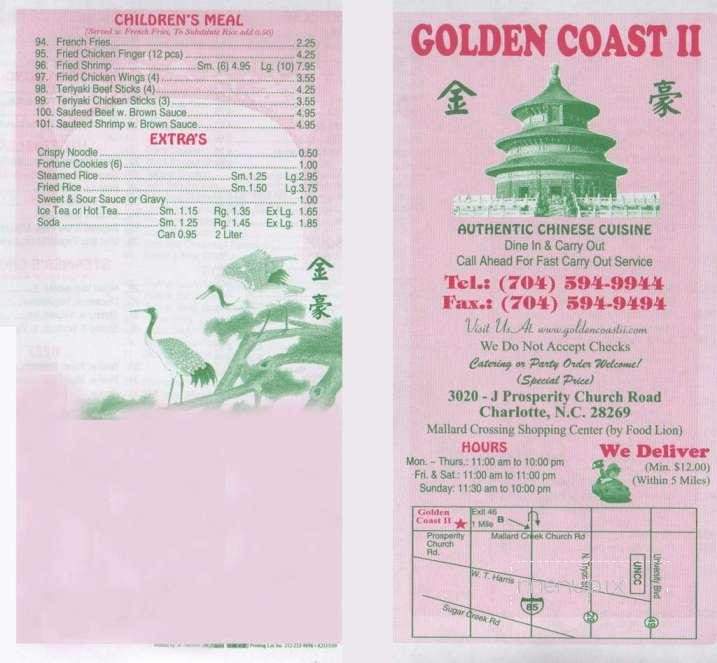 CHILDREN'S MEAL
(Served w. French Fries, To Substitute Rice add 0.50)
94. French Fries 2.25
95. Fried Chicken Finger (12 pcs) 4.25
96. Fried Shrimp Sm. (6) 4.95 Lg. (10) 7.95
97. Fried Chicken Wings (4) 3.55
98. Teriyaki Beef Sticks (4) 4.25
99. Teriyaki Chicken Sticks (3) 3.55
100. Sauteed Beef w. Brown Sauce 4.95
101. Sauteed Shrimp w. Brown Sauce 4.95
EXTRA'S
Crispy Noodle 0.50
Fortune Cookies (6) 1.00
Steamed Rice Sm.1.25 Lg.2.95
Fried Rice Sm.1.50 Lg.3.75
Sweet & Sour Sauce or Gravy 1.00
Ice Tea or Hot Tea Sm. 1.15 Rg. 1.35 Ex Lg. 1.65
Soda Sm. 1.25 Rg. 1.45 Ex Lg. 1.85
Can 0.95 2 Liter
金豪
GOLDEN COAST II
金 豪
AUTHENTIC CHINESE CUISINE
Dine In & Carry Out
Call Ahead For Fast Carry Out Service
Tel.: (704) 594-9944
Fax.: (704) 594-9494
Visit Us At www.goldencoastii.com
We Do Not Accept Checks
Catering or Party Order Welcome!
(Special Price)
3020 - J Prosperity Church Road
Charlotte, N.C. 28269
Mallard Crossing Shopping Center (by Food Lion)
HOURS
Mon. – Thurs.: 11:00 am to 10:00 pm
Fri. & Sat.: 11:00 am to 11:00 pm
Sunday: 11:30 am to 10:00 pm
We Deliver
(Min. $12.00)
(Within 5 Miles)
Golden
Coast II
Exit 46
1 Mile
B
Prosperity
Church
Rd.
Mallard Creek Church Rd
W. T. Harris
Sugar Creek Rd
85
N. Tryon St
UNCC
University Blvd
49
menupix